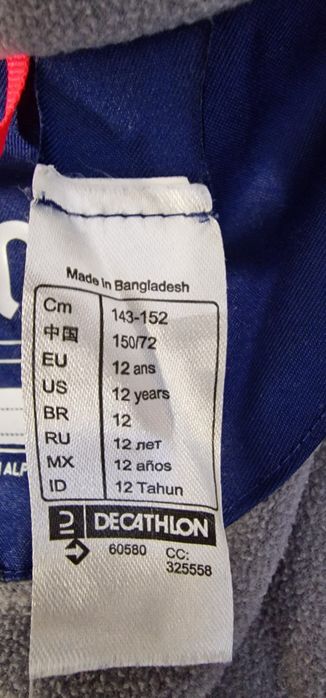 Made in Bangladesh
Cm 143-152
中国 150/72
EU 12 ans
US 12 years
BR 12
RU 12 лет
MX 12 años
ID 12 Tahun
DECATHLON
60580 CC:
325558